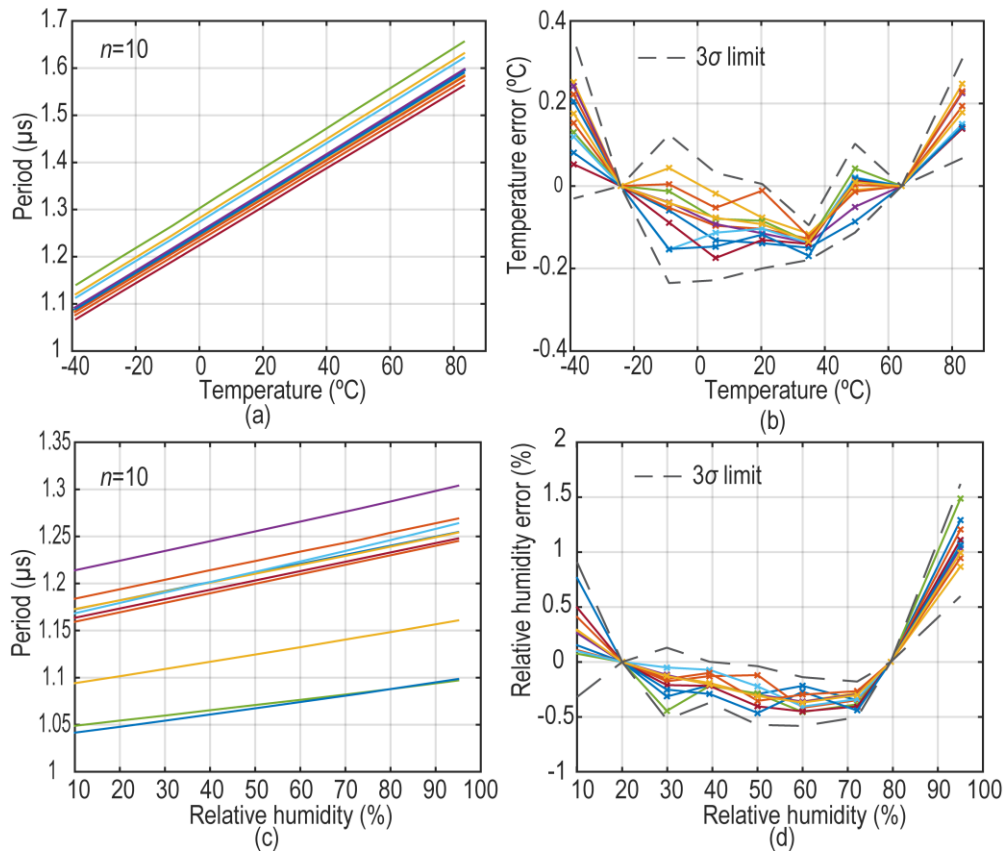 1.7
1.6
1.5
1.4
1.3
1.2
1.1
1
Period (µs)
n=10
-40 -20 0 20 40 60 80
Temperature (ºC)
(a)
0.4
0.2
0
-0.2
-0.4
Temperature error (ºC)
3σ limit
-40 -20 0 20 40 60 80
Temperature (ºC)
(b)
1.35
1.3
1.25
1.2
1.15
1.1
1.05
1
Period (µs)
n=10
10 20 30 40 50 60 70 80 90 100
Relative humidity (%)
(c)
2
1.5
1
0.5
0
-0.5
-1
Relative humidity error (%)
3σ limit
10 20 30 40 50 60 70 80 90 100
Relative humidity (%)
(d)